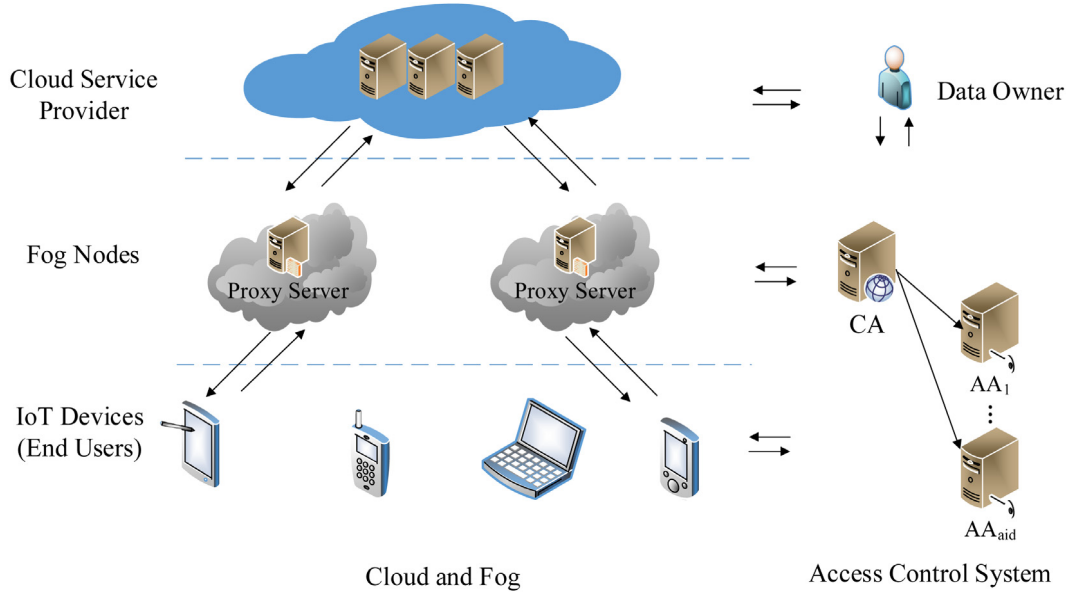 Cloud Service
Provider
Data Owner
Fog Nodes
Proxy Server
Proxy Server
CA
AA1
⋮
IoT Devices
(End Users)
AAaid
Cloud and Fog
Access Control System